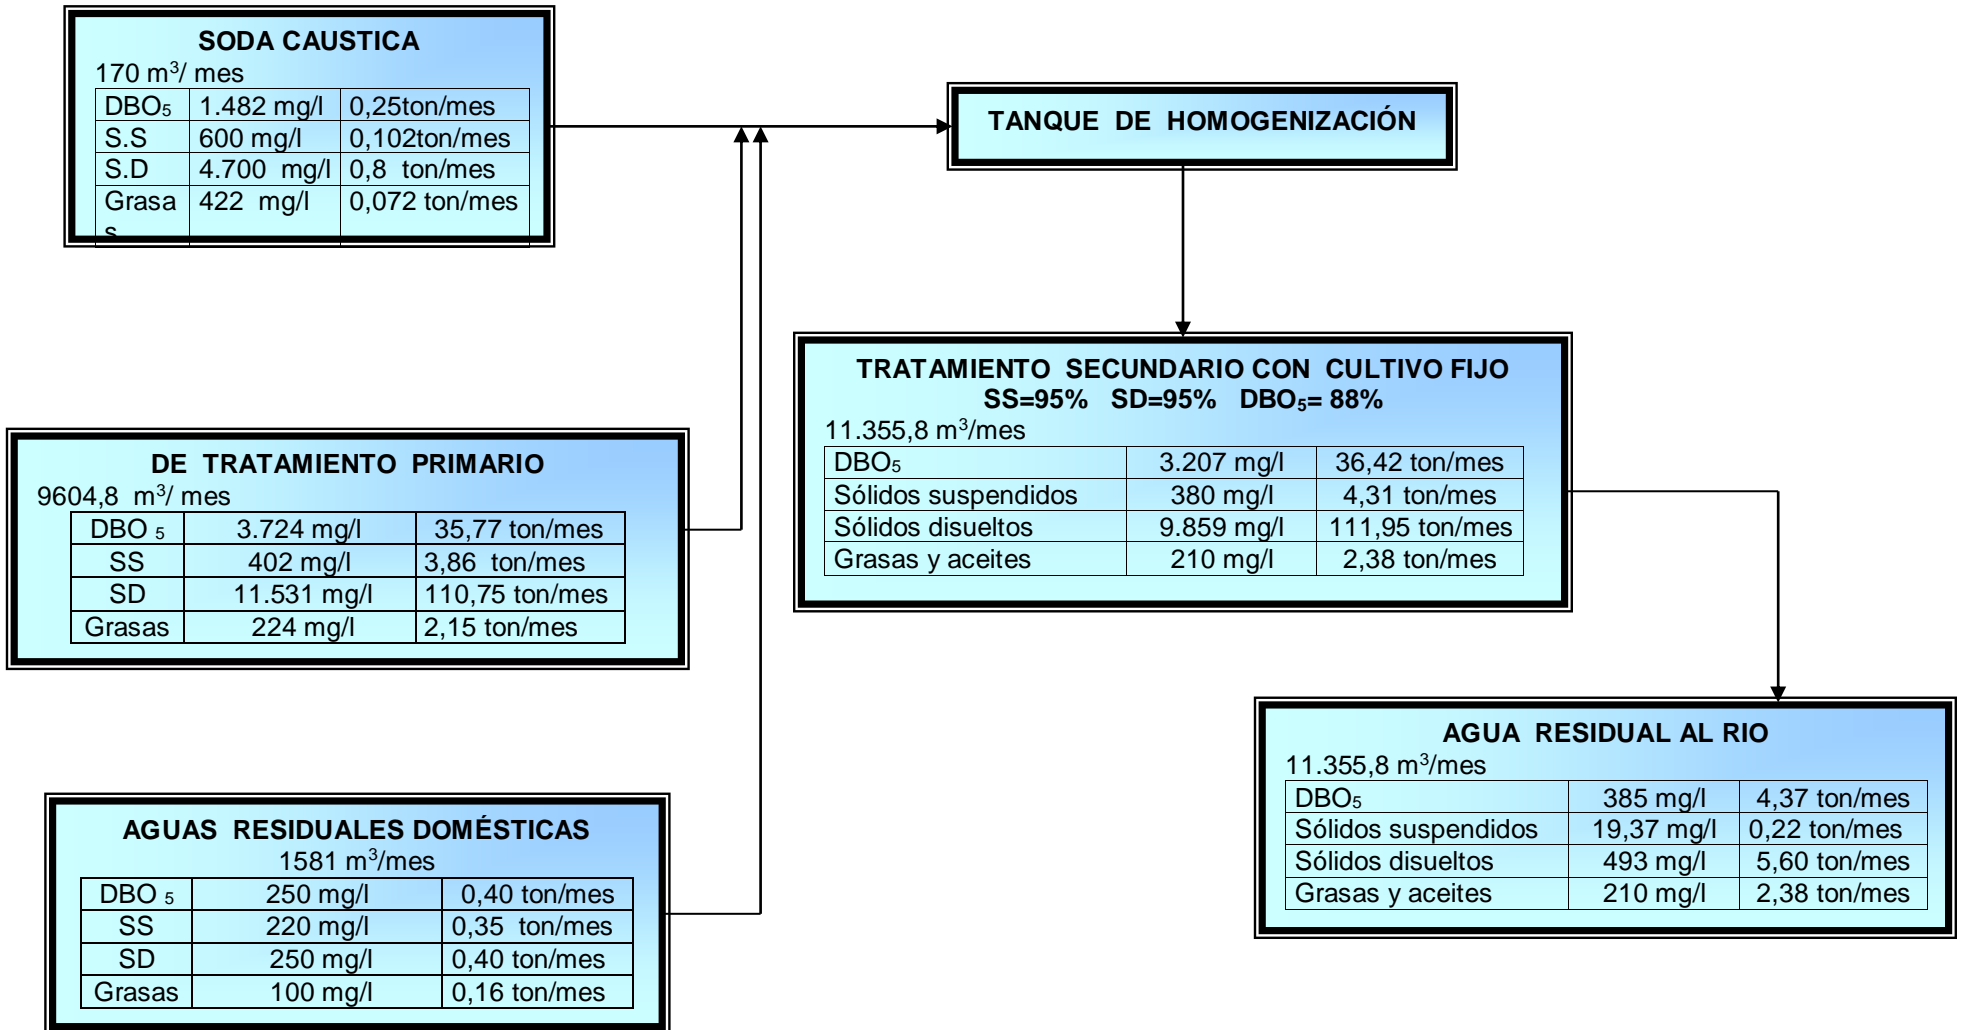 SODA CAUSTICA
170 m³/ mes
DBO₅ 1.482 mg/l 0,25ton/mes
S.S 600 mg/l 0,102ton/mes
S.D 4.700 mg/l 0,8 ton/mes
Grasa 422 mg/l 0,072 ton/mes
s
TANQUE DE HOMOGENIZACIÓN
TRATAMIENTO SECUNDARIO CON CULTIVO FIJO
SS=95% SD=95% DBO₅= 88%
11.355,8 m³/mes
DBO₅ 3.207 mg/l 36,42 ton/mes
Sólidos suspendidos 380 mg/l 4,31 ton/mes
Sólidos disueltos 9.859 mg/l 111,95 ton/mes
Grasas y aceites 210 mg/l 2,38 ton/mes
DE TRATAMIENTO PRIMARIO
9604,8 m³/ mes
DBO ₅ 3.724 mg/l 35,77 ton/mes
SS 402 mg/l 3,86 ton/mes
SD 11.531 mg/l 110,75 ton/mes
Grasas 224 mg/l 2,15 ton/mes
AGUA RESIDUAL AL RIO
11.355,8 m³/mes
DBO₅ 385 mg/l 4,37 ton/mes
Sólidos suspendidos 19,37 mg/l 0,22 ton/mes
Sólidos disueltos 493 mg/l 5,60 ton/mes
Grasas y aceites 210 mg/l 2,38 ton/mes
AGUAS RESIDUALES DOMÉSTICAS
1581 m³/mes
DBO ₅ 250 mg/l 0,40 ton/mes
SS 220 mg/l 0,35 ton/mes
SD 250 mg/l 0,40 ton/mes
Grasas 100 mg/l 0,16 ton/mes